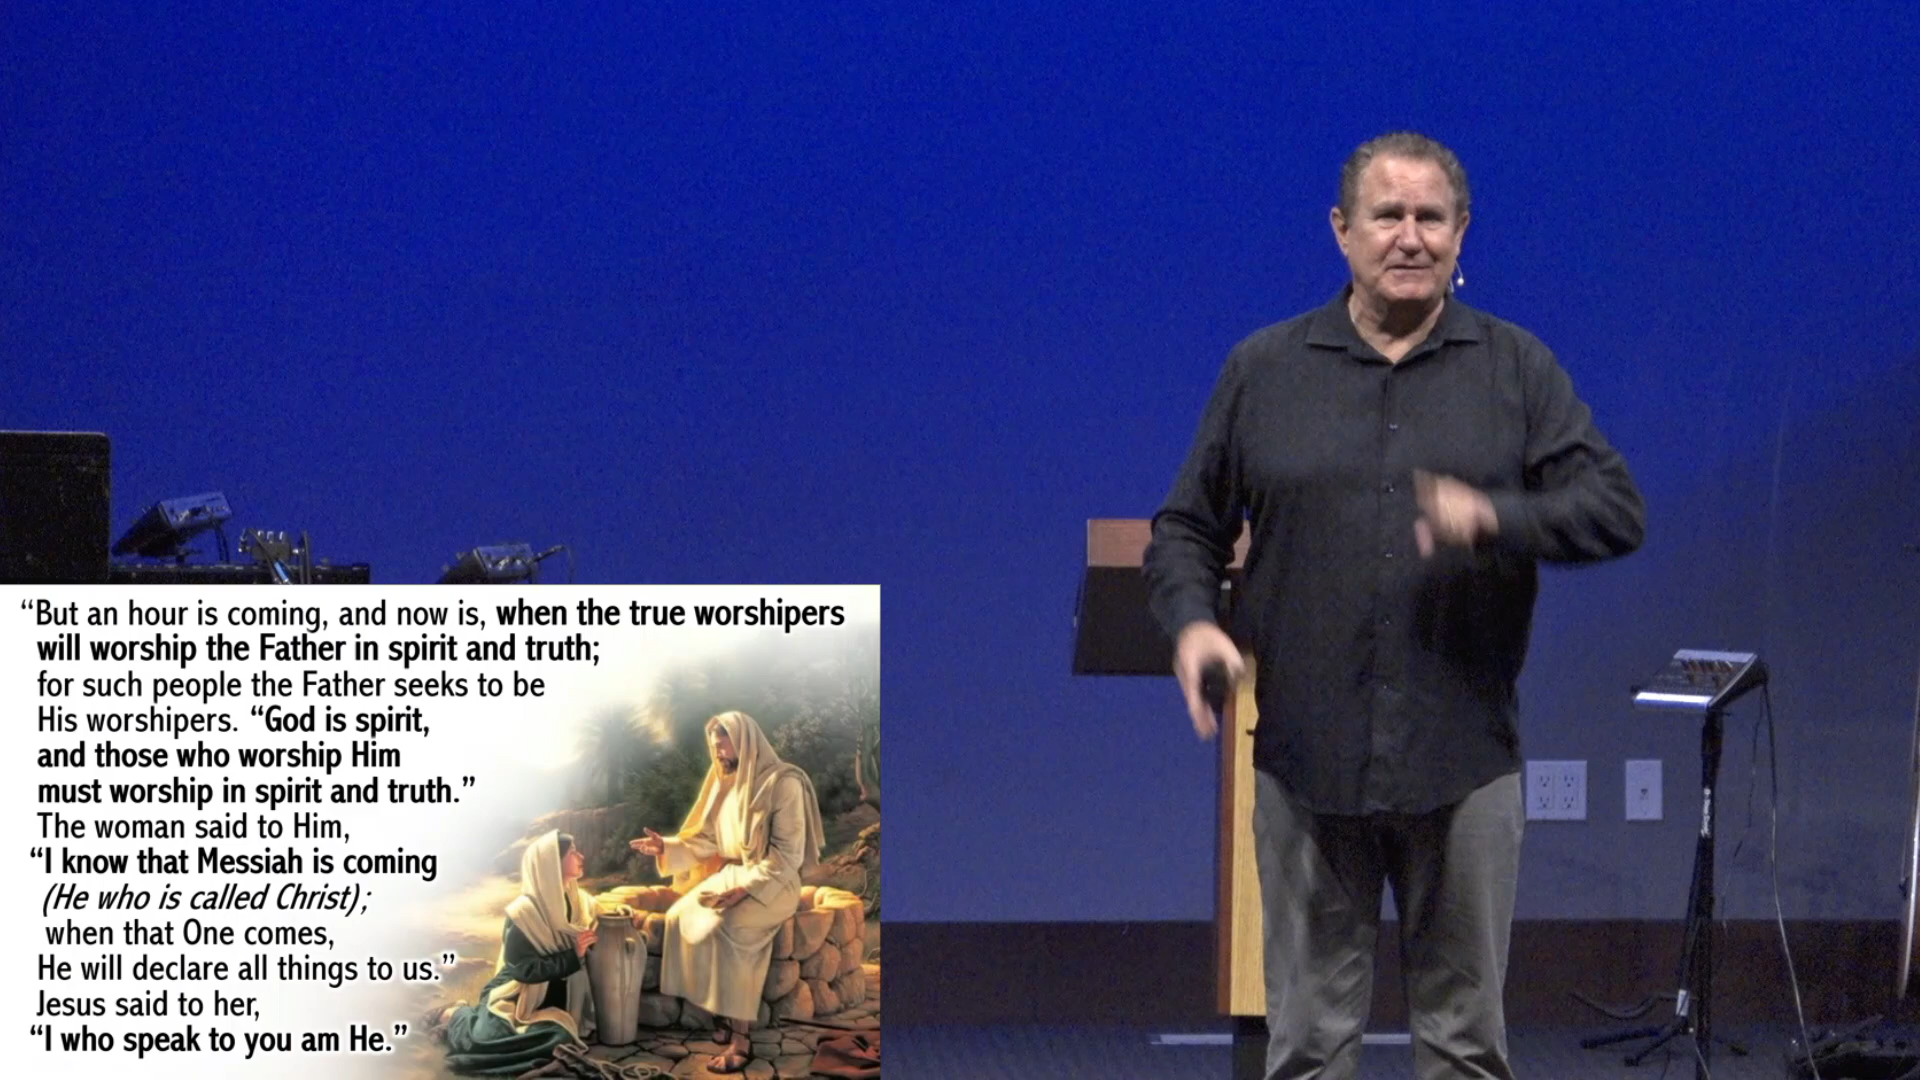 “But an hour is coming, and now is, when the true worshipers
will worship the Father in spirit and truth;
for such people the Father seeks to be
His worshipers. “God is spirit,
and those who worship Him
must worship in spirit and truth.”
The woman said to Him,
“I know that Messiah is coming
(He who is called Christ);
when that One comes,
He will declare all things to us.”
Jesus said to her,
“I who speak to you am He.”